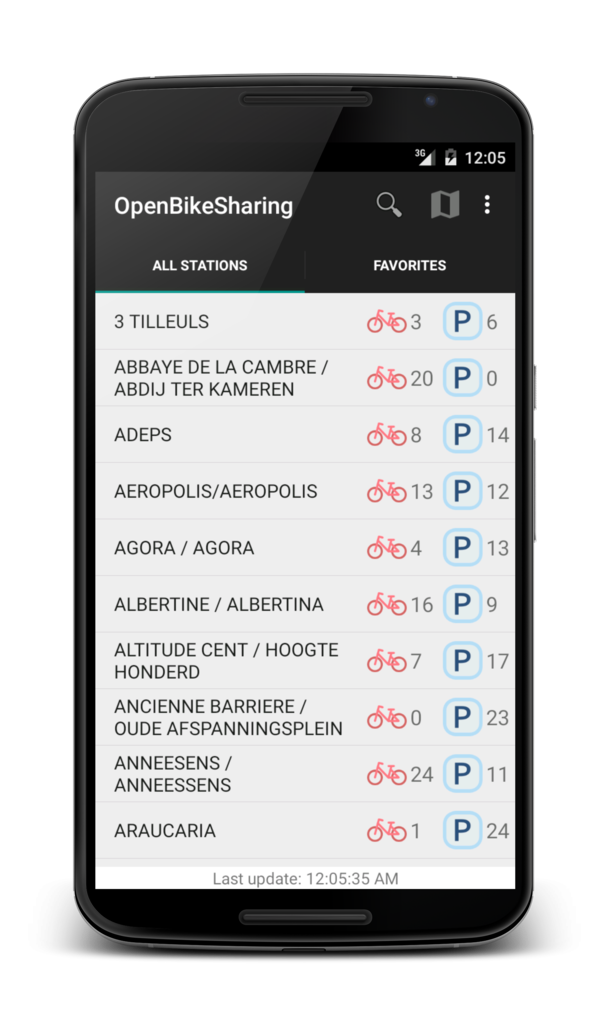 3G 12:05
OpenBikeSharing
ALL STATIONS FAVORITES
3 TILLEULS 3 P 6
ABBAYE DE LA CAMBRE /
ABDIJ TER KAMEREN 20 P 0
ADEPS 8 P 14
AEROPOLIS/AEROPOLIS 13 P 12
AGORA / AGORA 4 P 13
ALBERTINE / ALBERTINA 16 P 9
ALTITUDE CENT / HOOGTE
HONDERD 7 P 17
ANCIENNE BARRIERE /
OUDE AFSPANNINGSPLEIN 0 P 23
ANNEESENS /
ANNEESSENS 24 P 11
ARAUCARIA 1 P 24
Last update: 12:05:35 AM